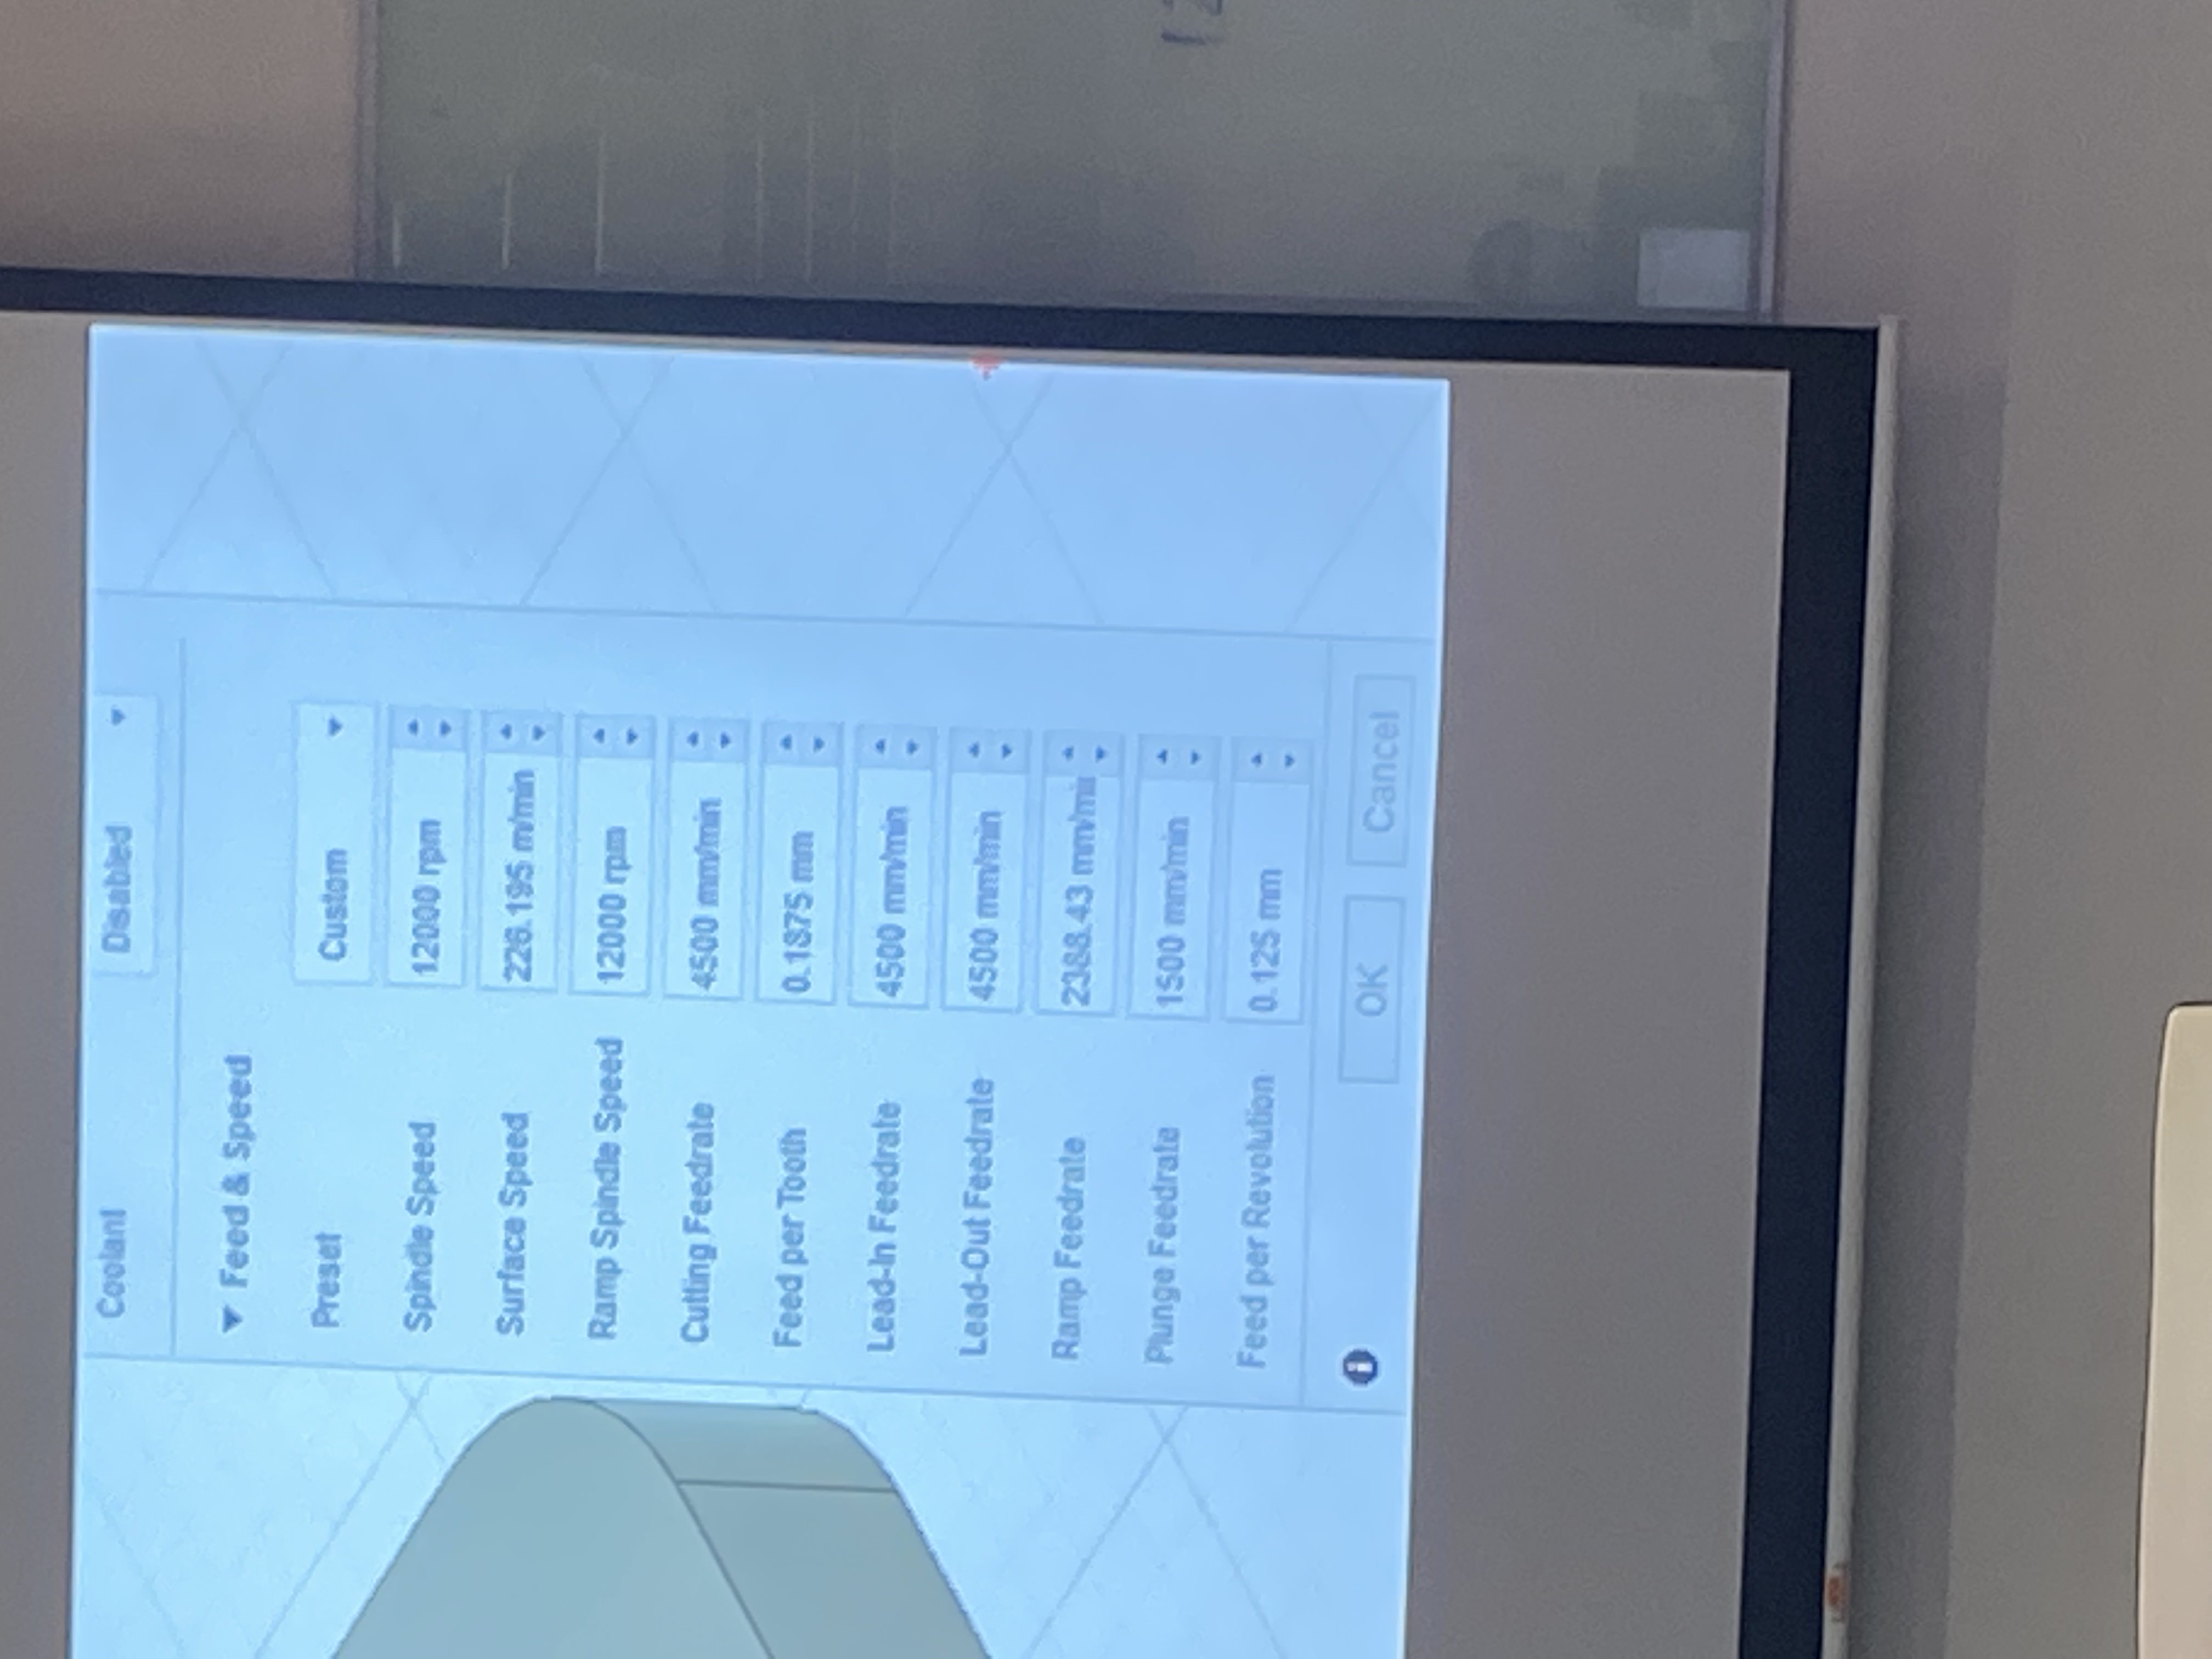 Coolant Disabled
Feed & Speed
Preset Custom
Spindle Speed 12000 rpm
Surface Speed 226.195 m/min
Ramp Spindle Speed 12000 rpm
Cutting Feedrate 4500 mm/min
Feed per Tooth 0.1875 mm
Lead-In Feedrate 4500 mm/min
Lead-Out Feedrate 4500 mm/min
Ramp Feedrate 2388.43 mm/mi
Plunge Feedrate 1500 mm/min
Feed per Revolution 0.125 mm
OK Cancel